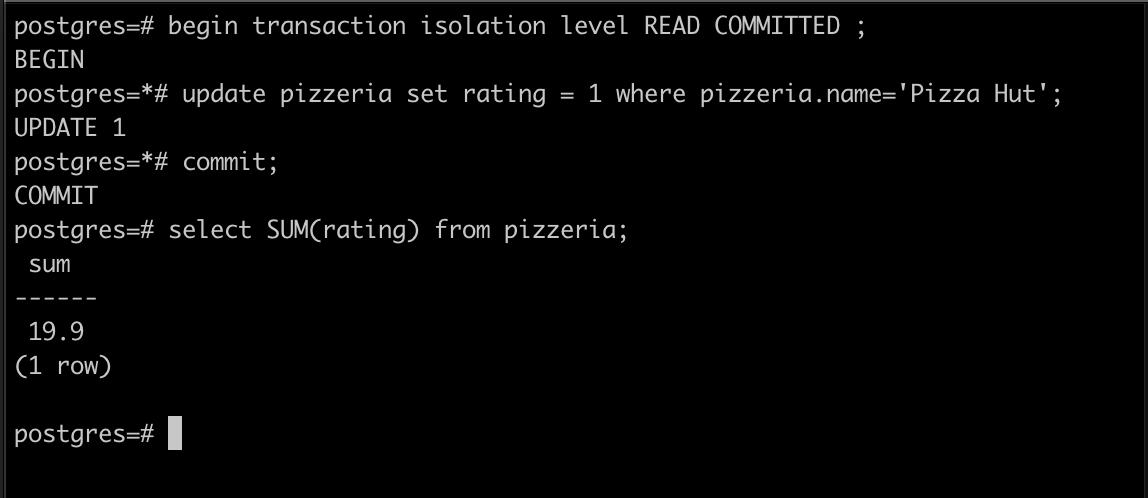 postgres=# begin transaction isolation level READ COMMITTED ;
BEGIN
postgres=*# update pizzeria set rating = 1 where pizzeria.name='Pizza Hut';
UPDATE 1
postgres=*# commit;
COMMIT
postgres=# select SUM(rating) from pizzeria;
 sum
------
 19.9
(1 row)

postgres=#